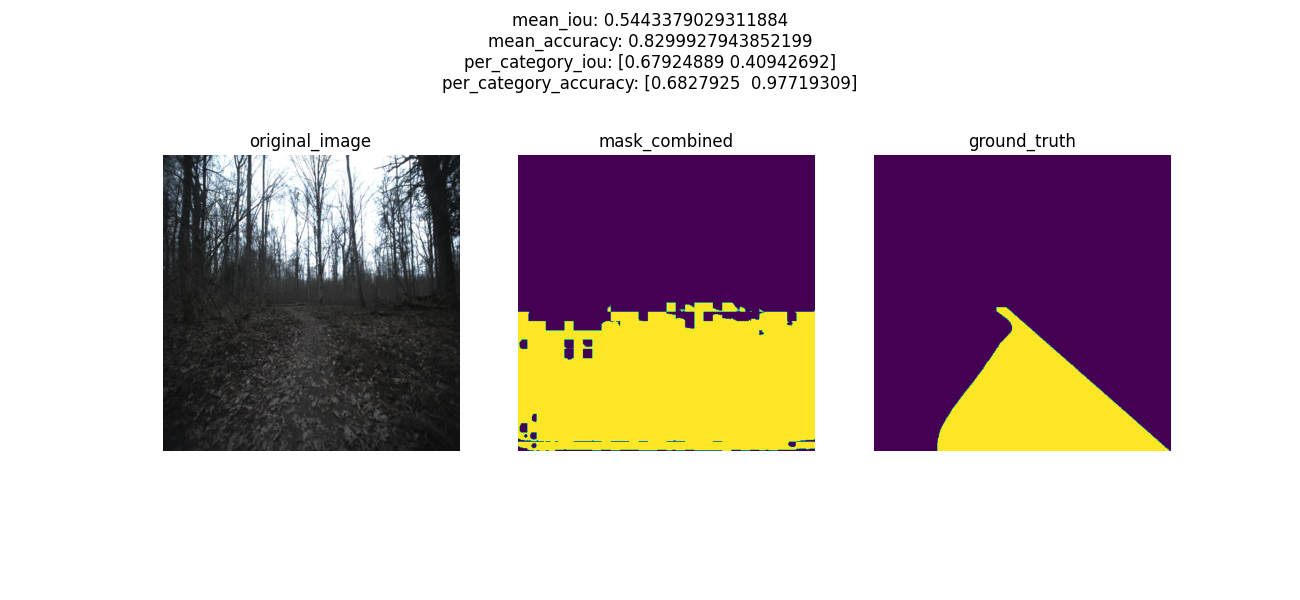 mean_iou: 0.5443379029311884
mean_accuracy: 0.8299927943852199
per_category_iou: [0.67924889 0.40942692]
per_category_accuracy: [0.6827925  0.97719309]
original_image
mask_combined
ground_truth